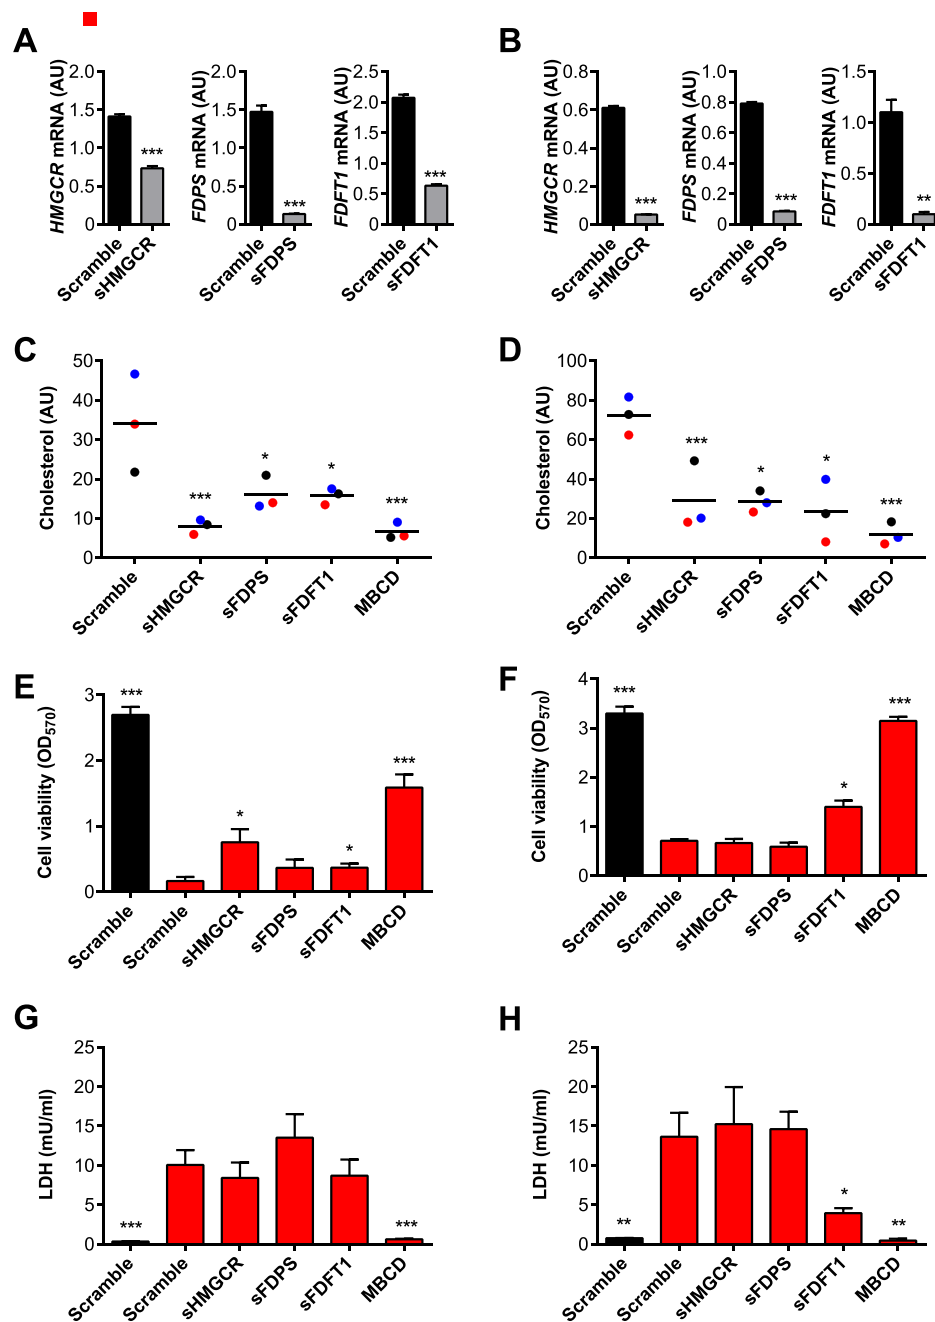 A
B
HMGCR mRNA (AU)
2.0
1.5
1.0
0.5
0
***
Scramble
sHMGCR
FDPS mRNA (AU)
2.0
1.5
1.0
0.5
0
***
Scramble
sFDPS
FDFT1 mRNA (AU)
2.5
2.0
1.5
1.0
0.5
0
***
Scramble
sFDFT1
HMGCR mRNA (AU)
0.8
0.6
0.4
0.2
0
***
Scramble
sHMGCR
FDPS mRNA (AU)
1.0
0.8
0.6
0.4
0.2
0
***
Scramble
sFDPS
FDFT1 mRNA (AU)
1.5
1.0
0.5
0
**
Scramble
sFDFT1
C
Cholesterol (AU)
50
40
30
20
10
0
***
*
*
***
Scramble
sHMGCR
sFDPS
sFDFT1
MBCD
D
Cholesterol (AU)
100
80
60
40
20
0
***
*
*
***
Scramble
sHMGCR
sFDPS
sFDFT1
MBCD
E
Cell viability (OD570)
3
2
1
0
***
*
*
***
Scramble
Scramble
sHMGCR
sFDPS
sFDFT1
MBCD
F
Cell viability (OD570)
4
3
2
1
0
***
*
***
Scramble
Scramble
sHMGCR
sFDPS
sFDFT1
MBCD
G
LDH (mU/ml)
25
20
15
10
5
0
***
***
Scramble
Scramble
sHMGCR
sFDPS
sFDFT1
MBCD
H
LDH (mU/ml)
25
20
15
10
5
0
**
*
**
Scramble
Scramble
sHMGCR
sFDPS
sFDFT1
MBCD